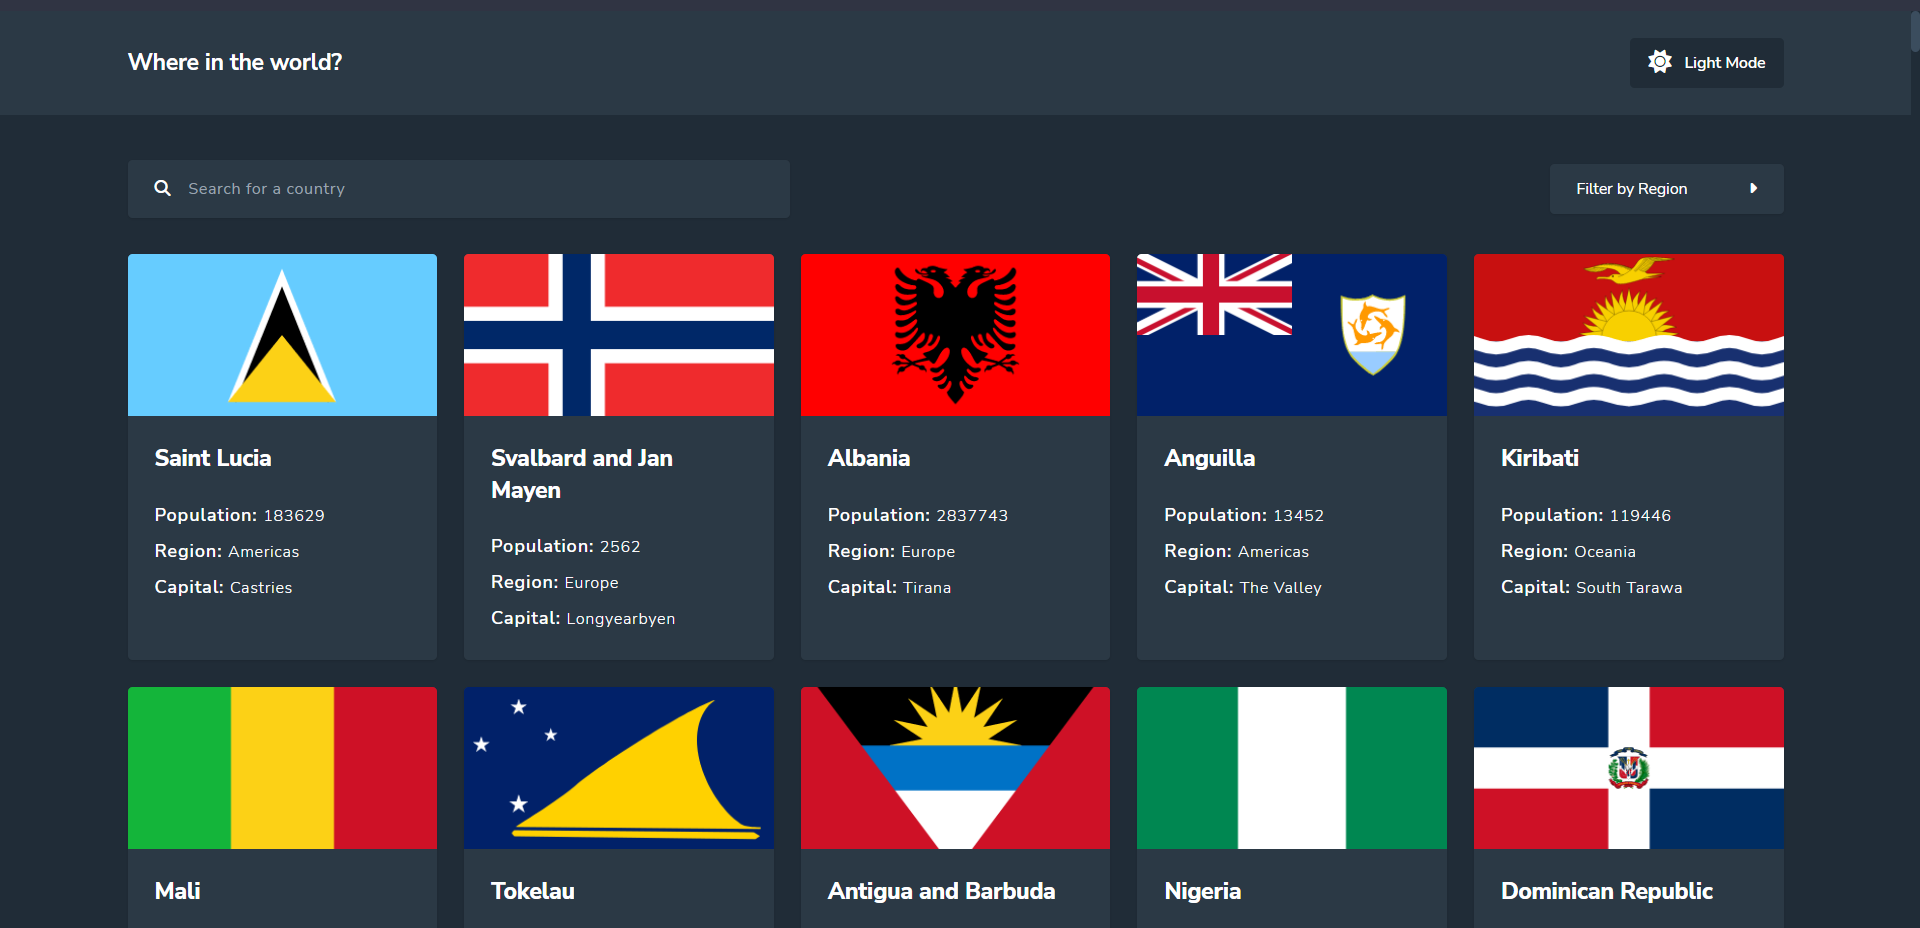 Where in the world?
Light Mode
Search for a country
Filter by Region
Saint Lucia
Population: 183629
Region: Americas
Capital: Castries
Svalbard and Jan
Mayen
Population: 2562
Region: Europe
Capital: Longyearbyen
Albania
Population: 2837743
Region: Europe
Capital: Tirana
Anguilla
Population: 13452
Region: Americas
Capital: The Valley
Kiribati
Population: 119446
Region: Oceania
Capital: South Tarawa
Mali
Tokelau
Antigua and Barbuda
Nigeria
Dominican Republic